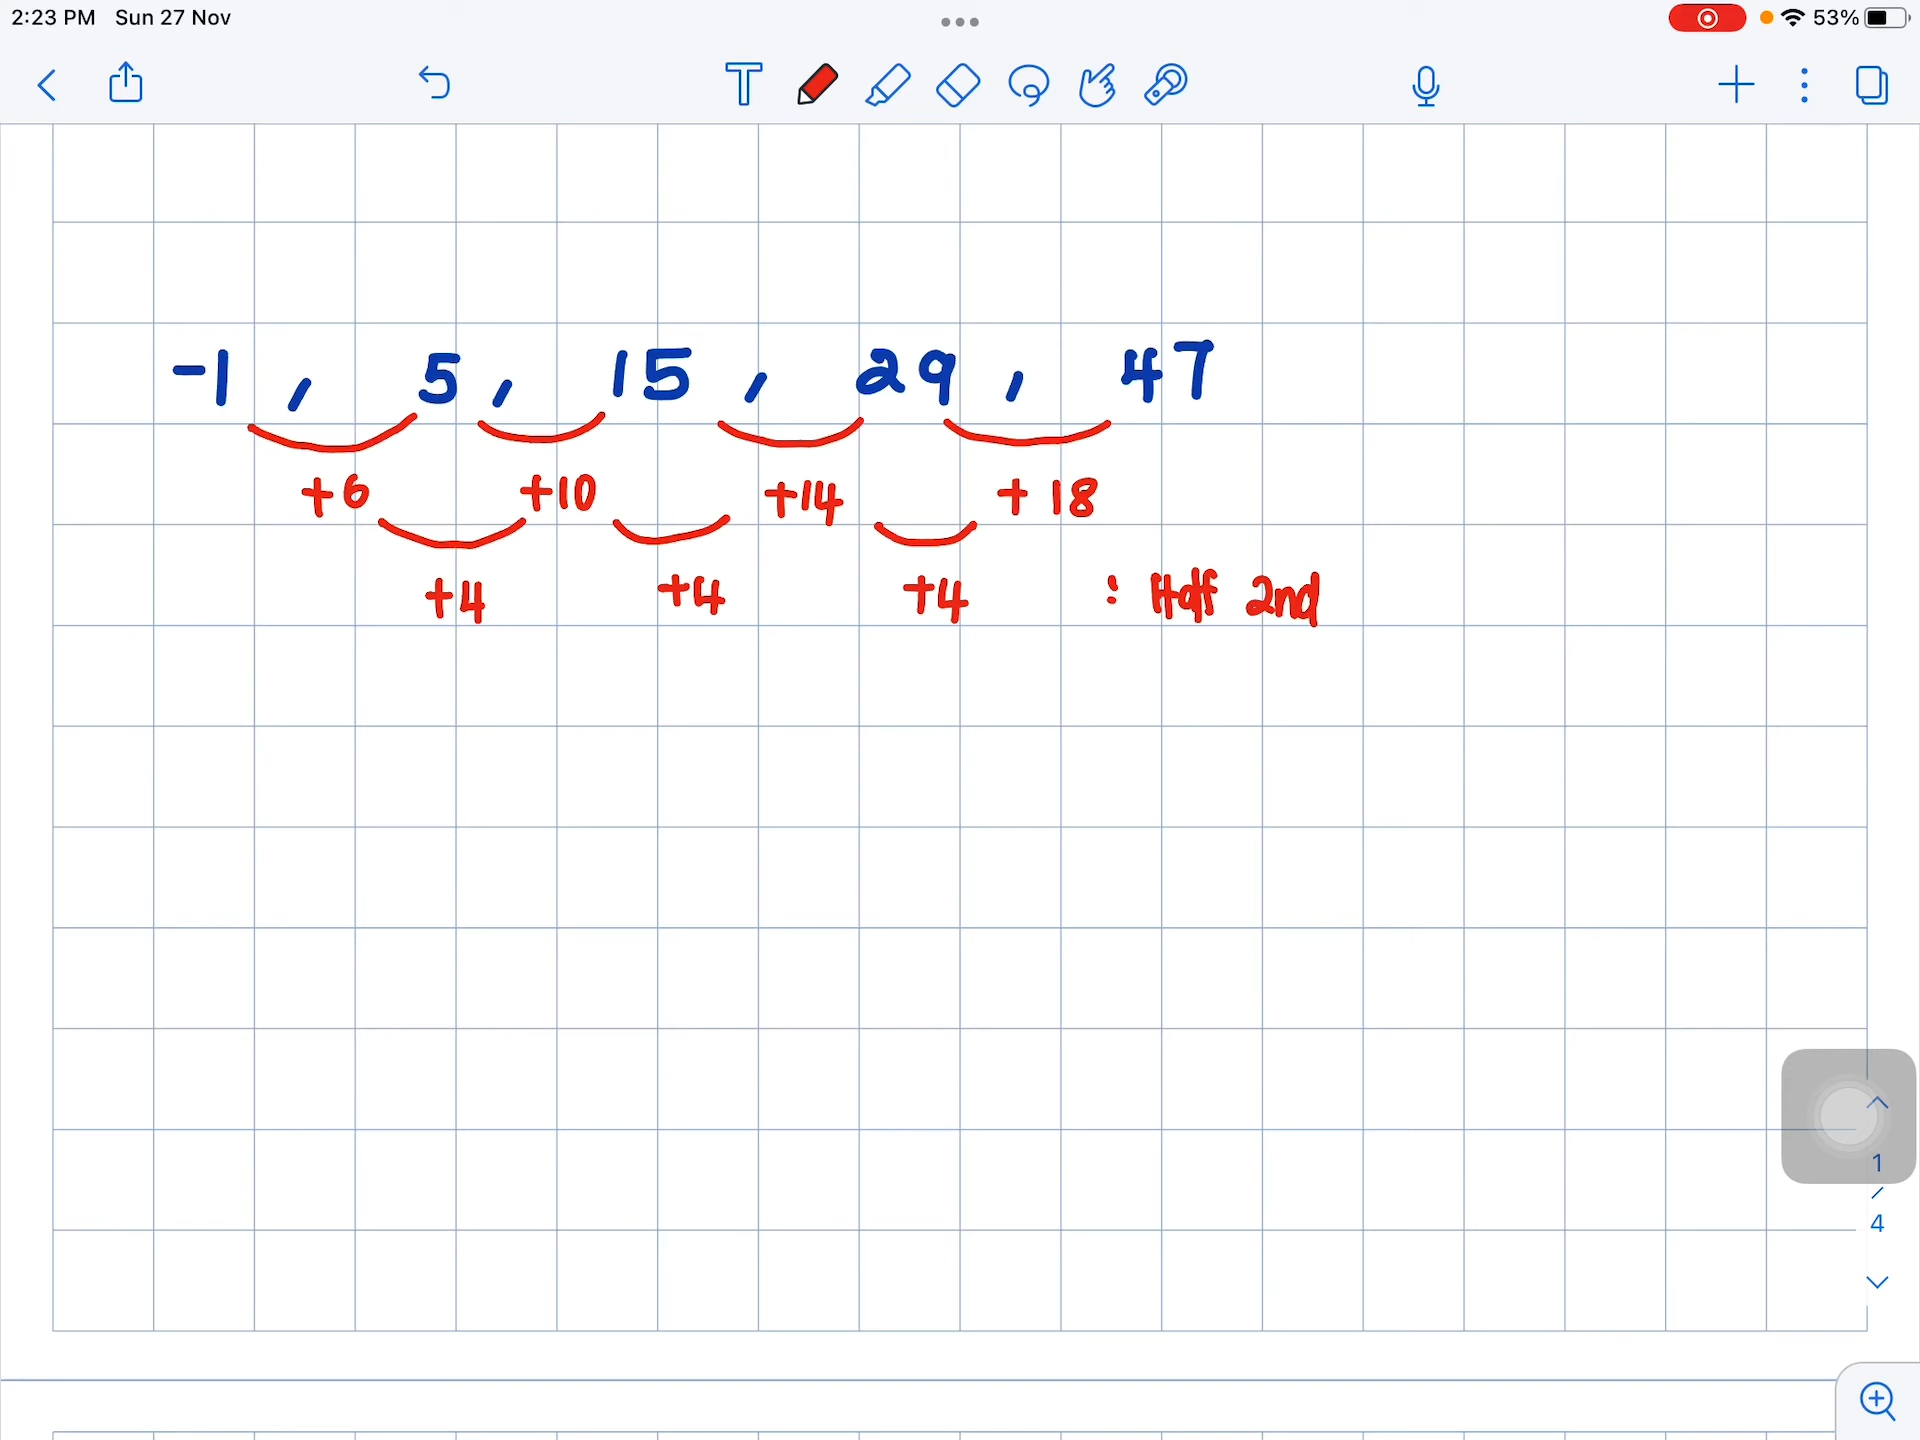 2:23 PM Sun 27 Nov
53%
T
-1 , 5 , 15 , 29 , 47
+6 +10 +14 +18
+4 +4 +4 : Half 2nd
1
/
4